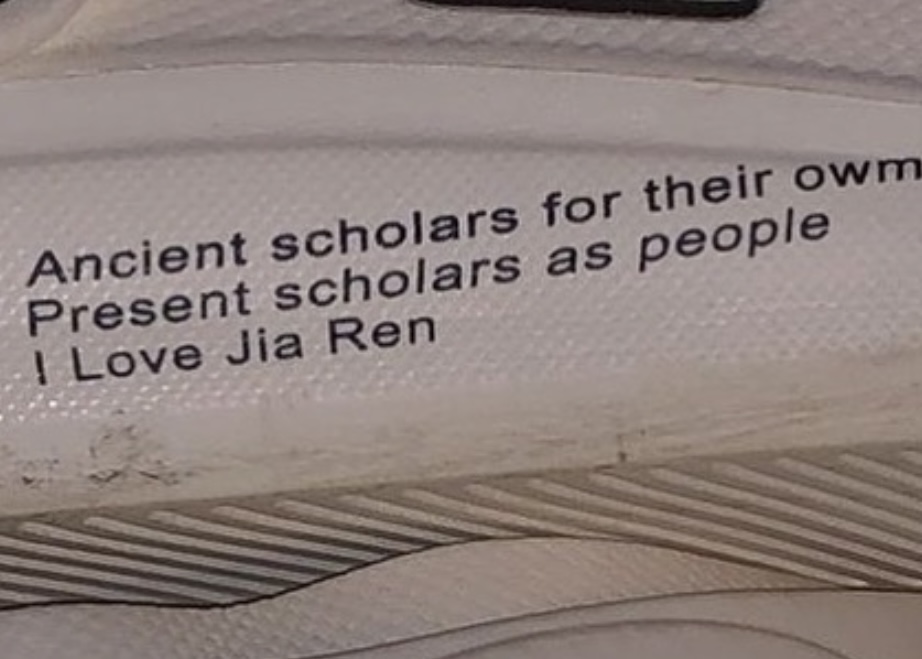 Ancient scholars for their owm
Present scholars as people
I Love Jia Ren